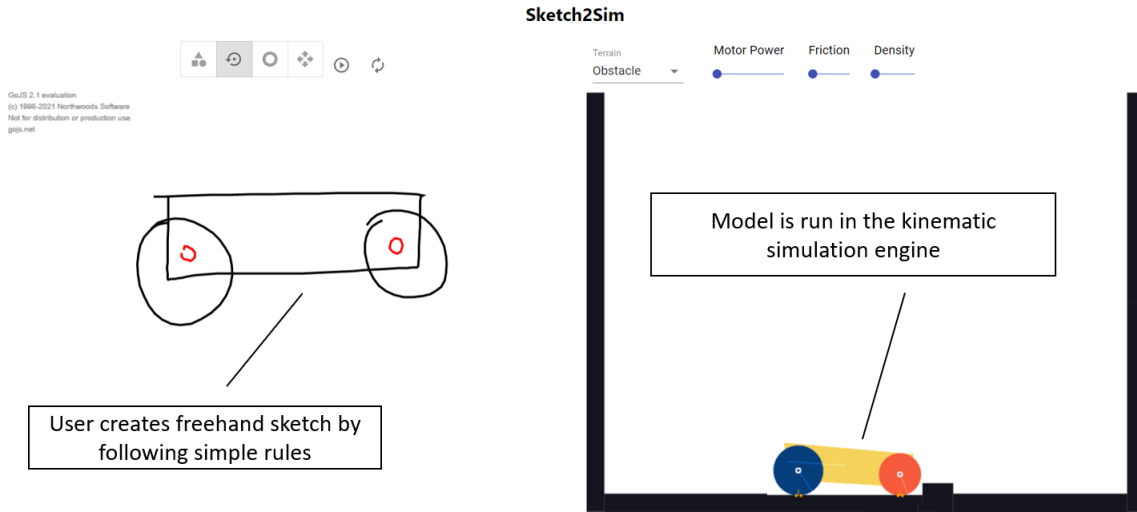 Sketch2Sim
GoJS 2.1 evaluation
(c) 1998-2021 Northwoods Software
Not for distribution or production use
gojs.net
Terrain
Obstacle
Motor Power
Friction
Density
User creates freehand sketch by
following simple rules
Model is run in the kinematic
simulation engine